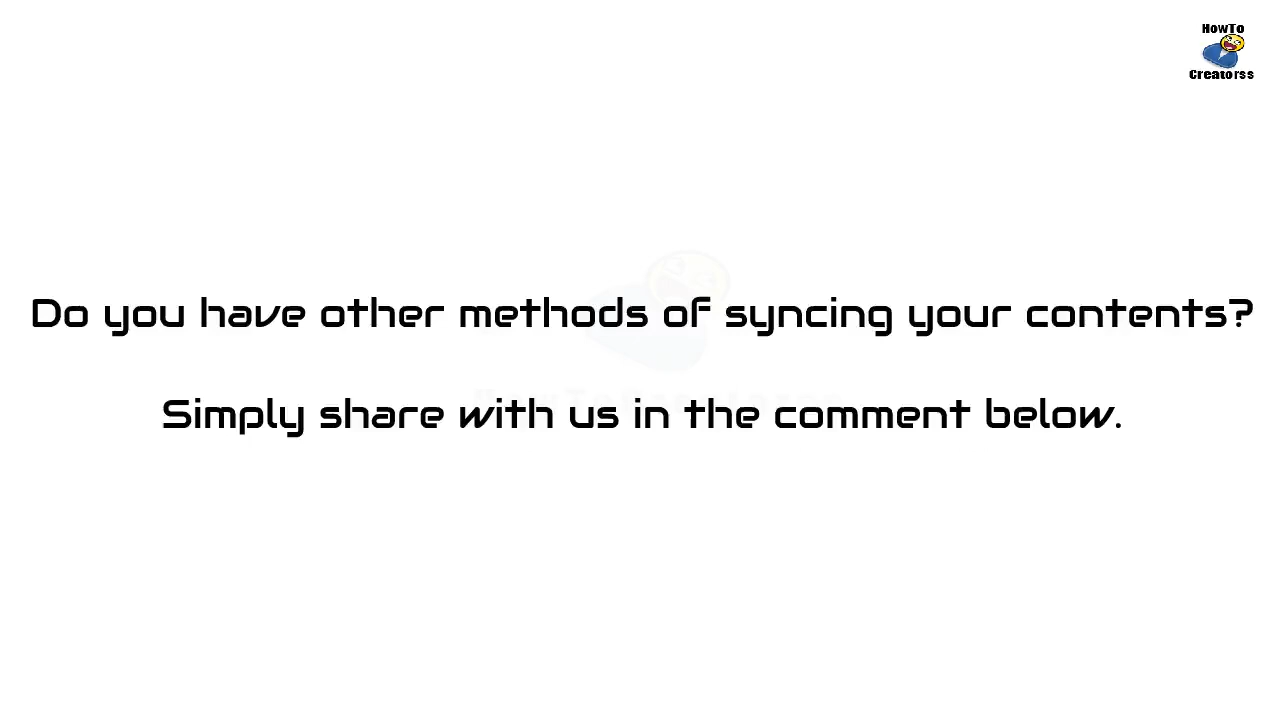 HowTo
Creatorss
Do you have other methods of syncing your contents?
Simply share with us in the comment below.